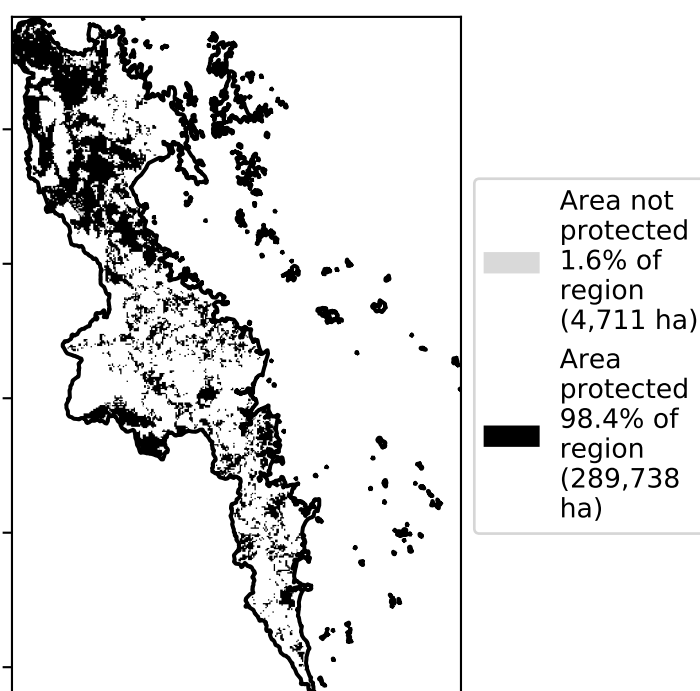 Area not
protected
1.6% of
region
(4,711 ha)
Area
protected
98.4% of
region
(289,738
ha)